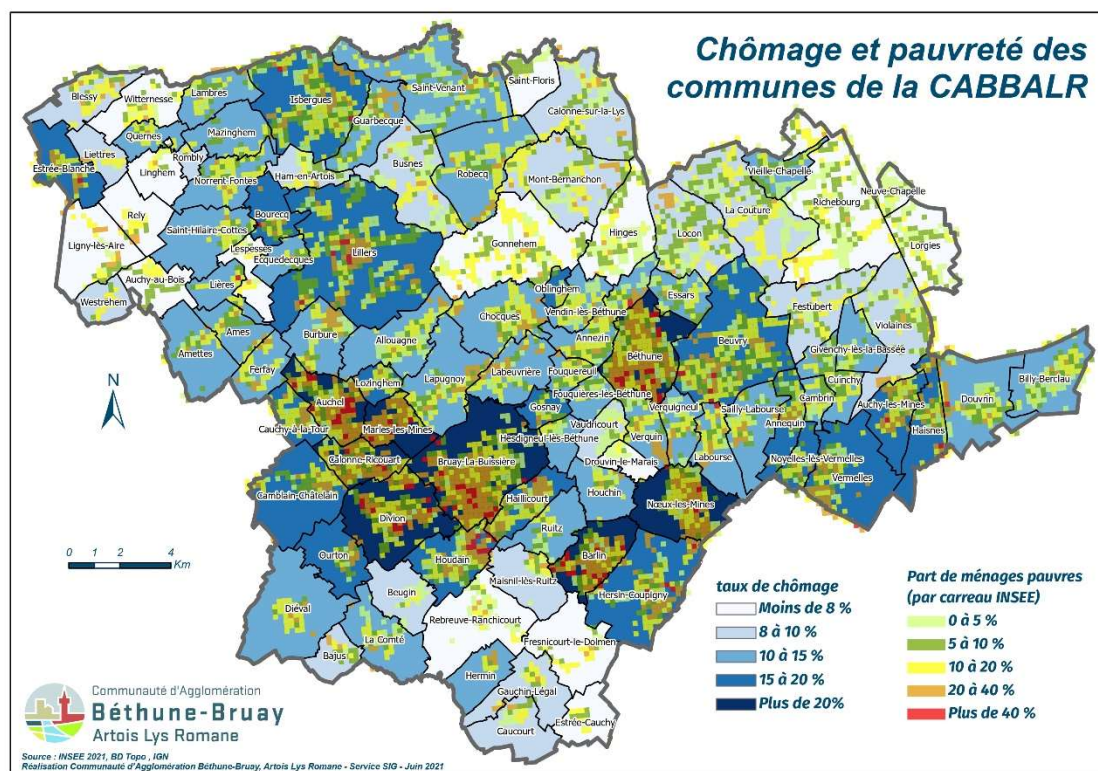 Chômage et pauvreté des
communes de la CABBALR
Blessy
Witternesse
Lambres
Isbergues
Saint-Venant
Saint-Floris
Calonne-sur-la-Lys
Guarbecque
Quernes
Mazinghem
Liettres
Estrée-Blanche
Rombly
Linghem
Norrent-Fontes
Ham-en-Artois
Busnes
Robecq
Mont-Bernanchon
Vieille-Chapelle
Neuve-Chapelle
Richebourg
La Couture
Rely
Bourecq
Saint-Hilaire-Cottes
Ligny-lès-Aire
Lespesses
Ecquedecques
Lillers
Gonnehem
Hinges
Locon
Lorgies
Auchy-au-Bois
Lières
Westrehem
Oblinghem
Essars
Vendin-lès-Béthune
Chocques
Festubert
Violaines
Ames
Amettes
Burbure
Allouagne
Annezin
Béthune
Beuvry
Givenchy-lès-la-Bassée
Ferfay
Lozinghem
Lapugnoy
Labeuvrière
Fouquereuil
Fouquières-les-Béthune
Cuinchy
Cambrin
Auchy-les-Mines
Douvrin
Billy-Berclau
Haisnes
Auchel
Cauchy-à-la-Tour
Marles-les-Mines
Gosnay
Verquigneul
Sailly-Labourse
Annequin
Vaudricourt
Hesdigneul-lès-Béthune
Verquin
Drouvin-le-Marais
Labourse
Noyelles-lès-Vermelles
Vermelles
Calonne-Ricouart
Bruay-La-Buissière
Camblain-Châtelain
Divion
Haillicourt
Houchin
Nœux-les-Mines
Ruitz
Ourton
Houdain
Barlin
Hersin-Coupigny
Maisnil-lès-Ruitz
Beugin
Diéval
La Comté
Rebreuve-Ranchicourt
Fresnicourt-le-Dolmen
Bajus
Hermin
Gauchin-Légal
Caucourt
Estrée-Cauchy
N
0 1 2 4
Km
taux de chômage
Moins de 8 %
8 à 10 %
10 à 15 %
15 à 20 %
Plus de 20%
Part de ménages pauvres
(par carreau INSEE)
0 à 5 %
5 à 10 %
10 à 20 %
20 à 40 %
Plus de 40 %
Communauté d'Agglomération
Béthune-Bruay
Artois Lys Romane
Source : INSEE 2021, BD Topo , IGN
Réalisation Communauté d'Agglomération Béthune-Bruay, Artois Lys Romane - Service SIG - Juin 2021